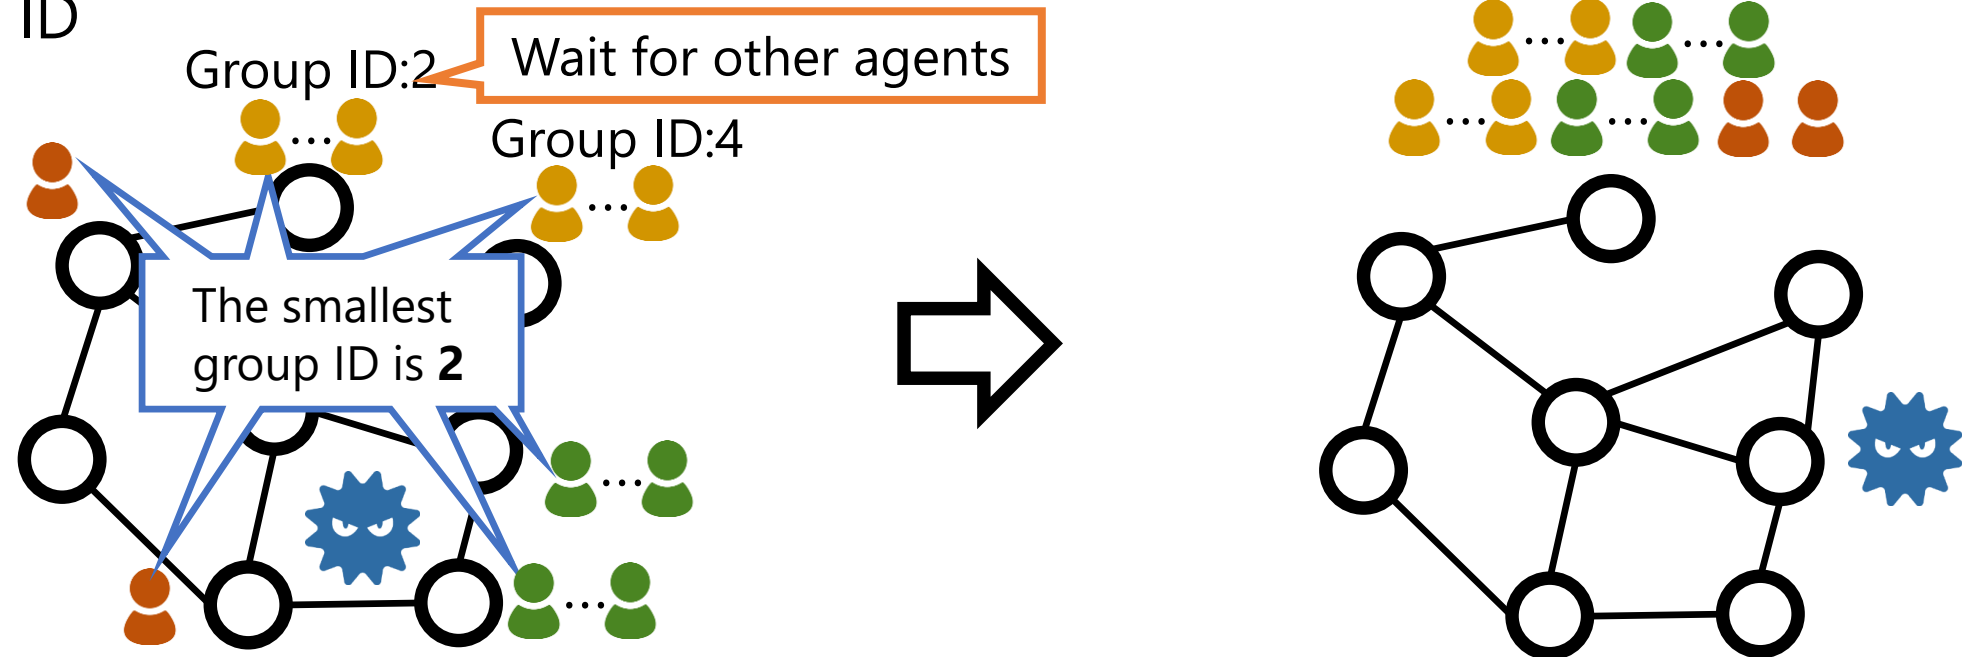 ID
Group ID:2
Wait for other agents
Group ID:4
The smallest
group ID is 2